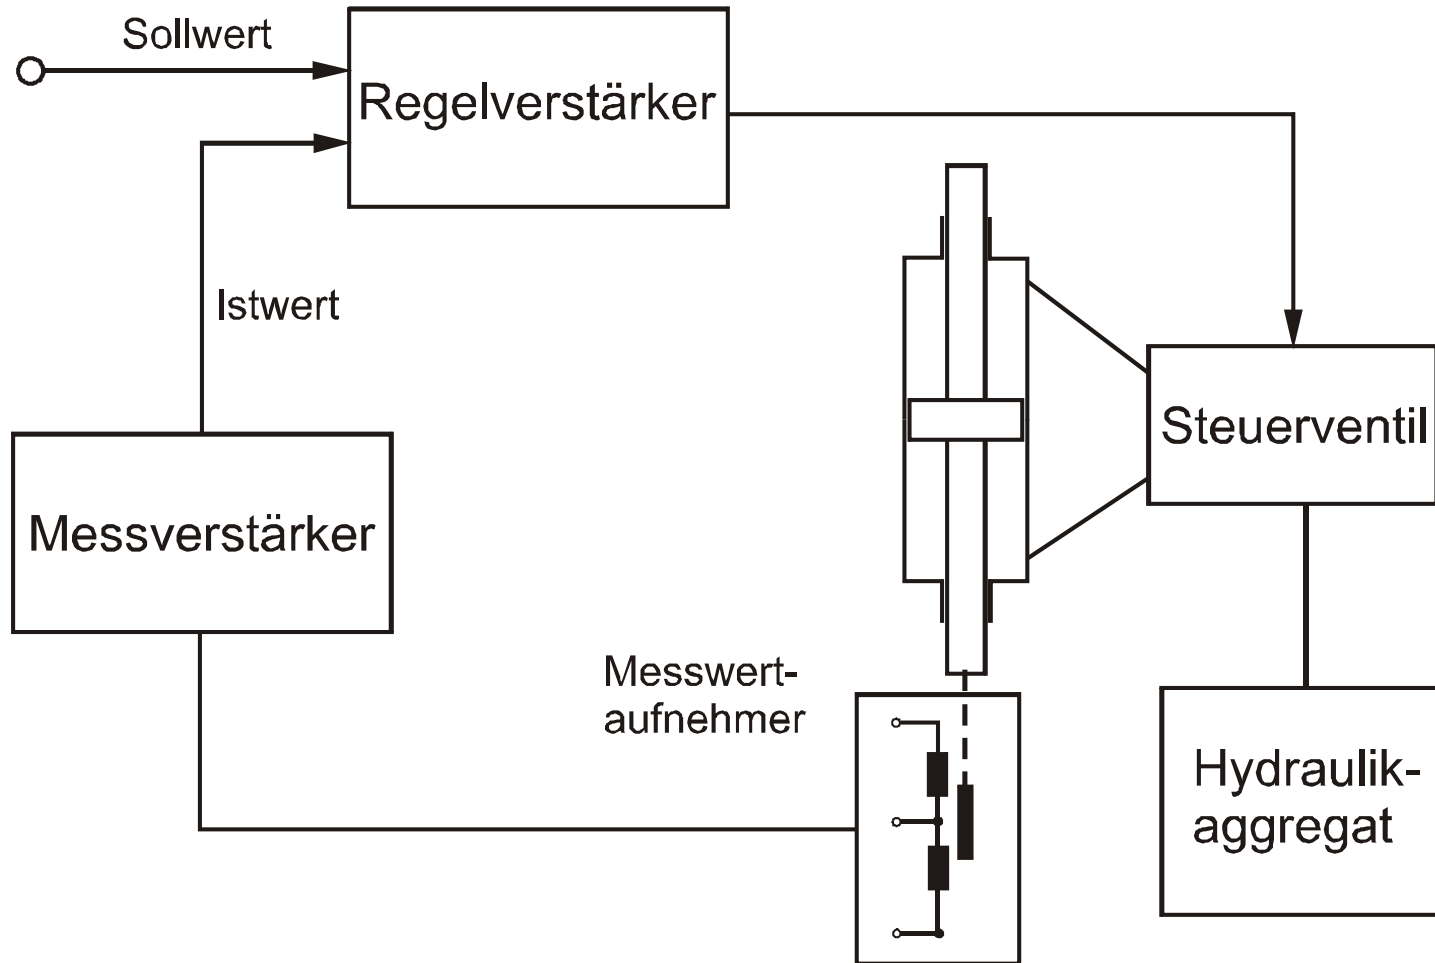 Sollwert
Regelverstärker
Istwert
Steuerventil
Messverstärker
Messwert-
aufnehmer
Hydraulik-
aggregat